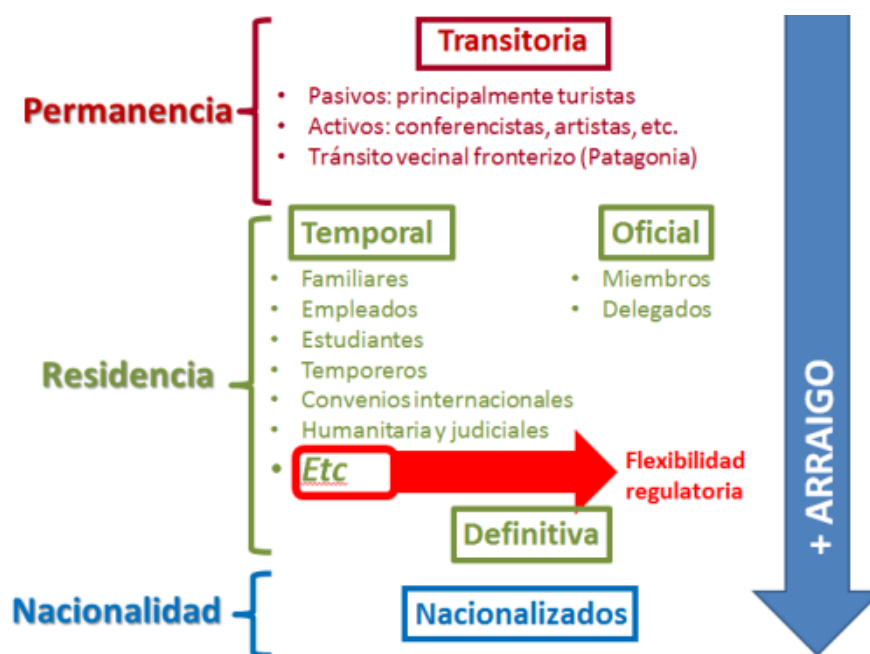 Transitoria
Permanencia
• Pasivos: principalmente turistas
• Activos: conferencistas, artistas, etc.
• Tránsito vecinal fronterizo (Patagonia)
Residencia
Temporal
• Familiares
• Empleados
• Estudiantes
• Temporeros
• Convenios internacionales
• Humanitaria y judiciales
• Etc
Flexibilidad
regulatoria
Oficial
• Miembros
• Delegados
Definitiva
Nacionalidad
Nacionalizados
+ ARRAIGO